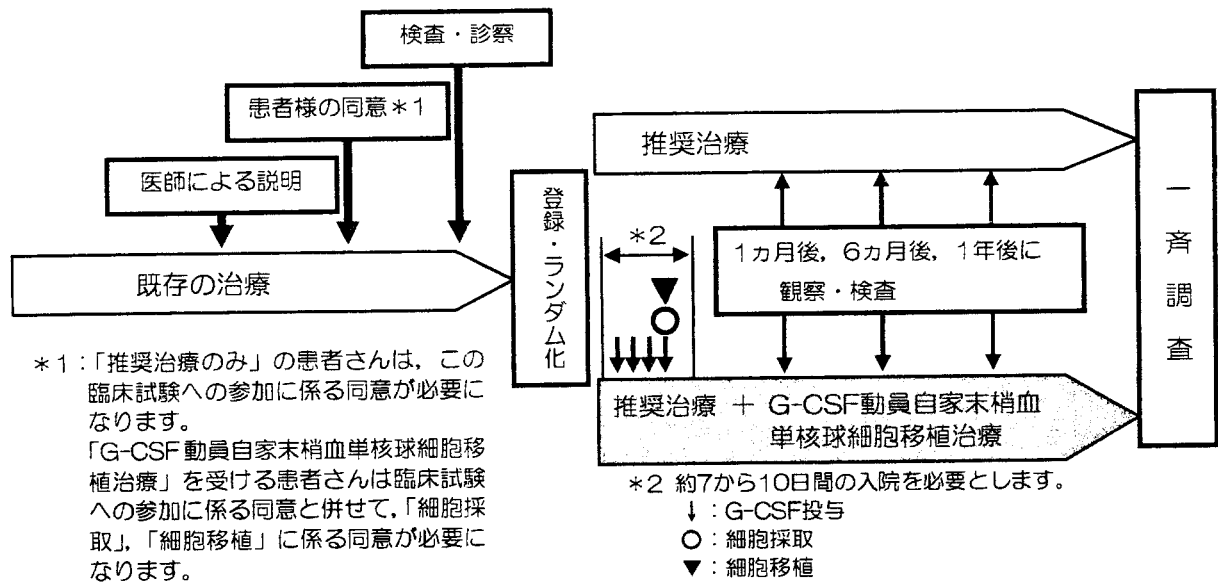 検査・診察
患者様の同意＊1
医師による説明
既存の治療
登録・ランダム化
推奨治療
＊2
1ヵ月後，6ヵ月後，1年後に
観察・検査
推奨治療 ＋ G-CSF動員自家末梢血
単核球細胞移植治療
一斉調査
＊1：「推奨治療のみ」の患者さんは，この
臨床試験への参加に係る同意が必要に
なります。
「G-CSF動員自家末梢血単核球細胞移
植治療」を受ける患者さんは臨床試験
への参加に係る同意と併せて，「細胞採
取」，「細胞移植」に係る同意が必要に
なります。
＊2 約7から10日間の入院を必要とします。
↓：G-CSF投与
○：細胞採取
▼：細胞移植